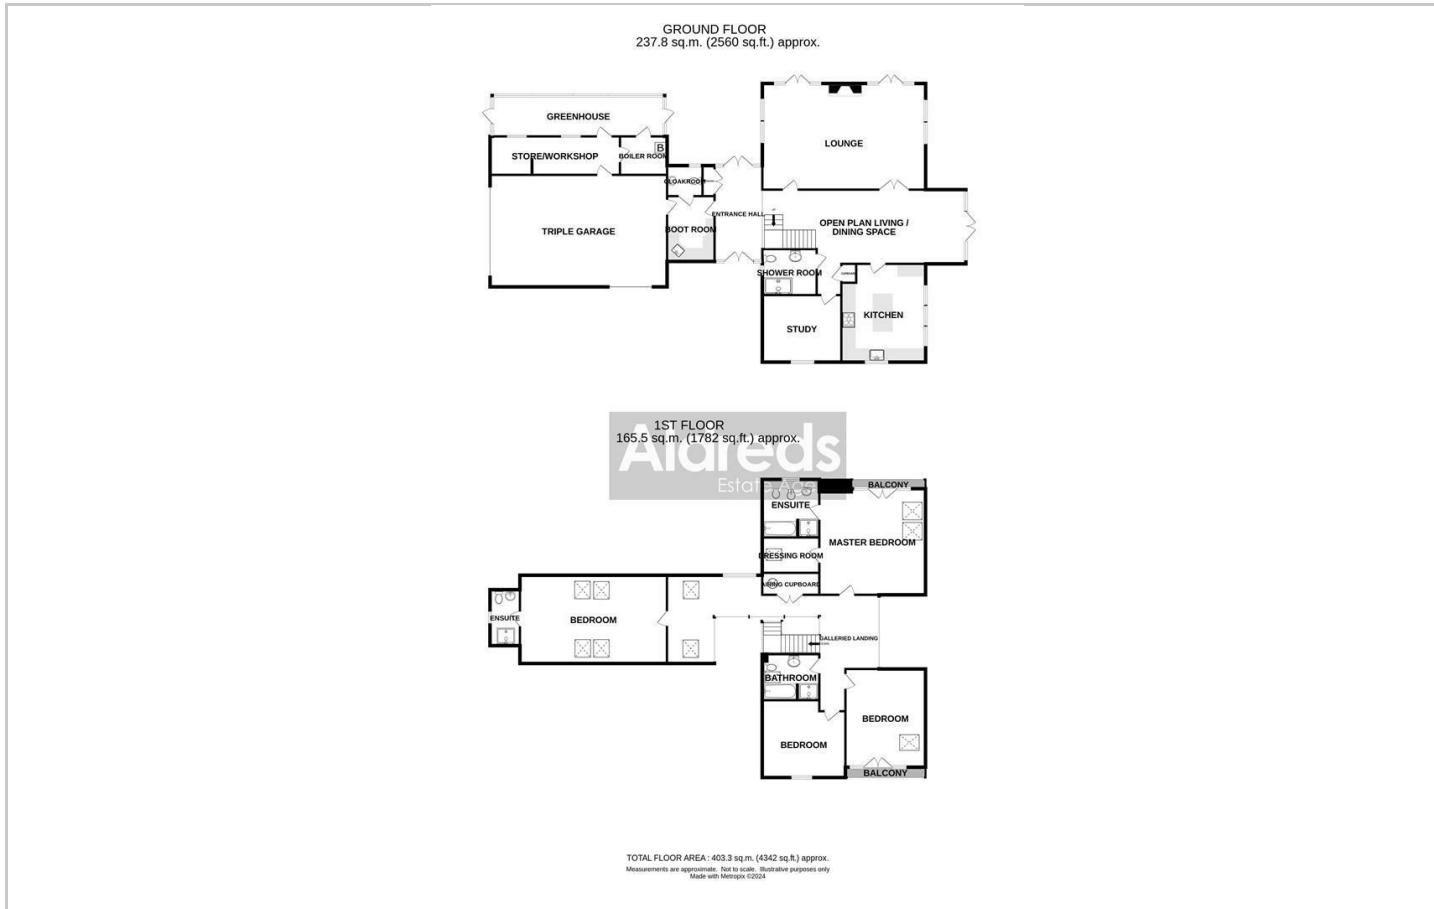 GROUND FLOOR
237.8 sq.m. (2560 sq.ft.) approx.
GREENHOUSE
STORE/WORKSHOP
B
BOILER ROOM
LOUNGE
CLOAKROOM
ENTRANCE HALL
TRIPLE GARAGE
BOOT ROOM
OPEN PLAN LIVING /
DINING SPACE
SHOWER ROOM
STUDY
KITCHEN
1ST FLOOR
165.5 sq.m. (1782 sq.ft.) approx.
Aldreds
Estate Age
BALCONY
ENSUITE
MASTER BEDROOM
DRESSING ROOM
AIRING CUPBOARD
ENSUITE
BEDROOM
GALLERIED LANDING
BATHROOM
BEDROOM
BEDROOM
BALCONY
TOTAL FLOOR AREA : 403.3 sq.m. (4342 sq.ft.) approx.
Measurements are approximate. Not to scale. Illustrative purposes only
Made with Metropix ©2024